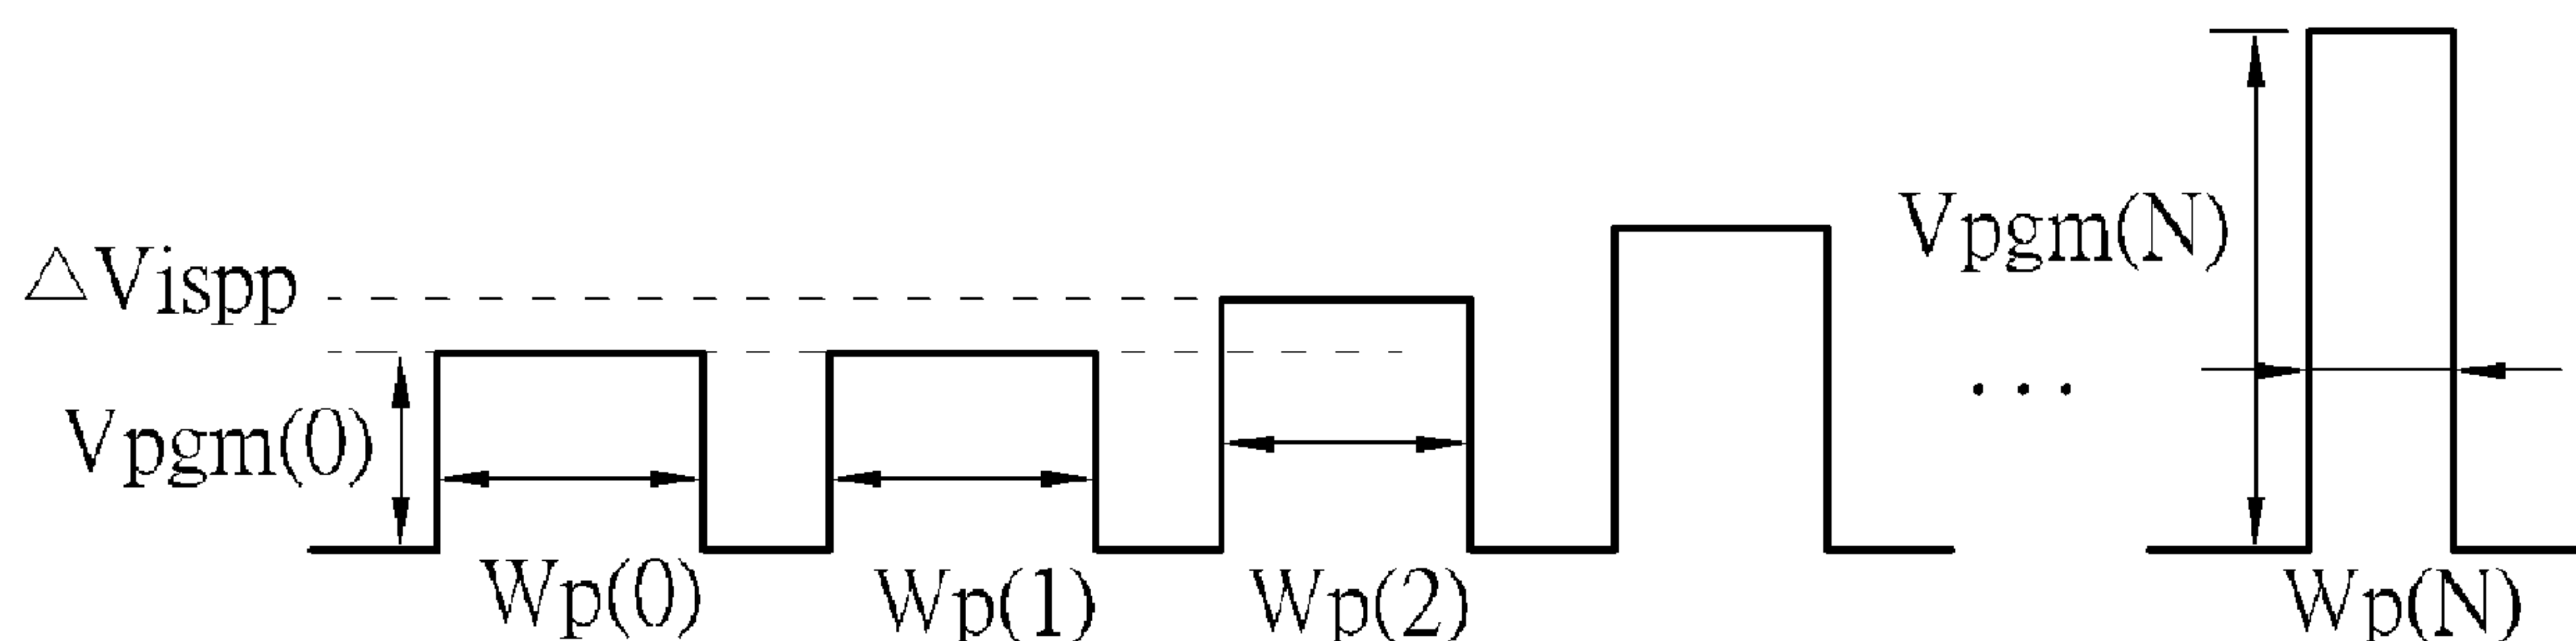 Vpgm(N)
△Vispp
Vpgm(0)
. . .
Wp(0)
Wp(1)
Wp(2)
Wp(N)